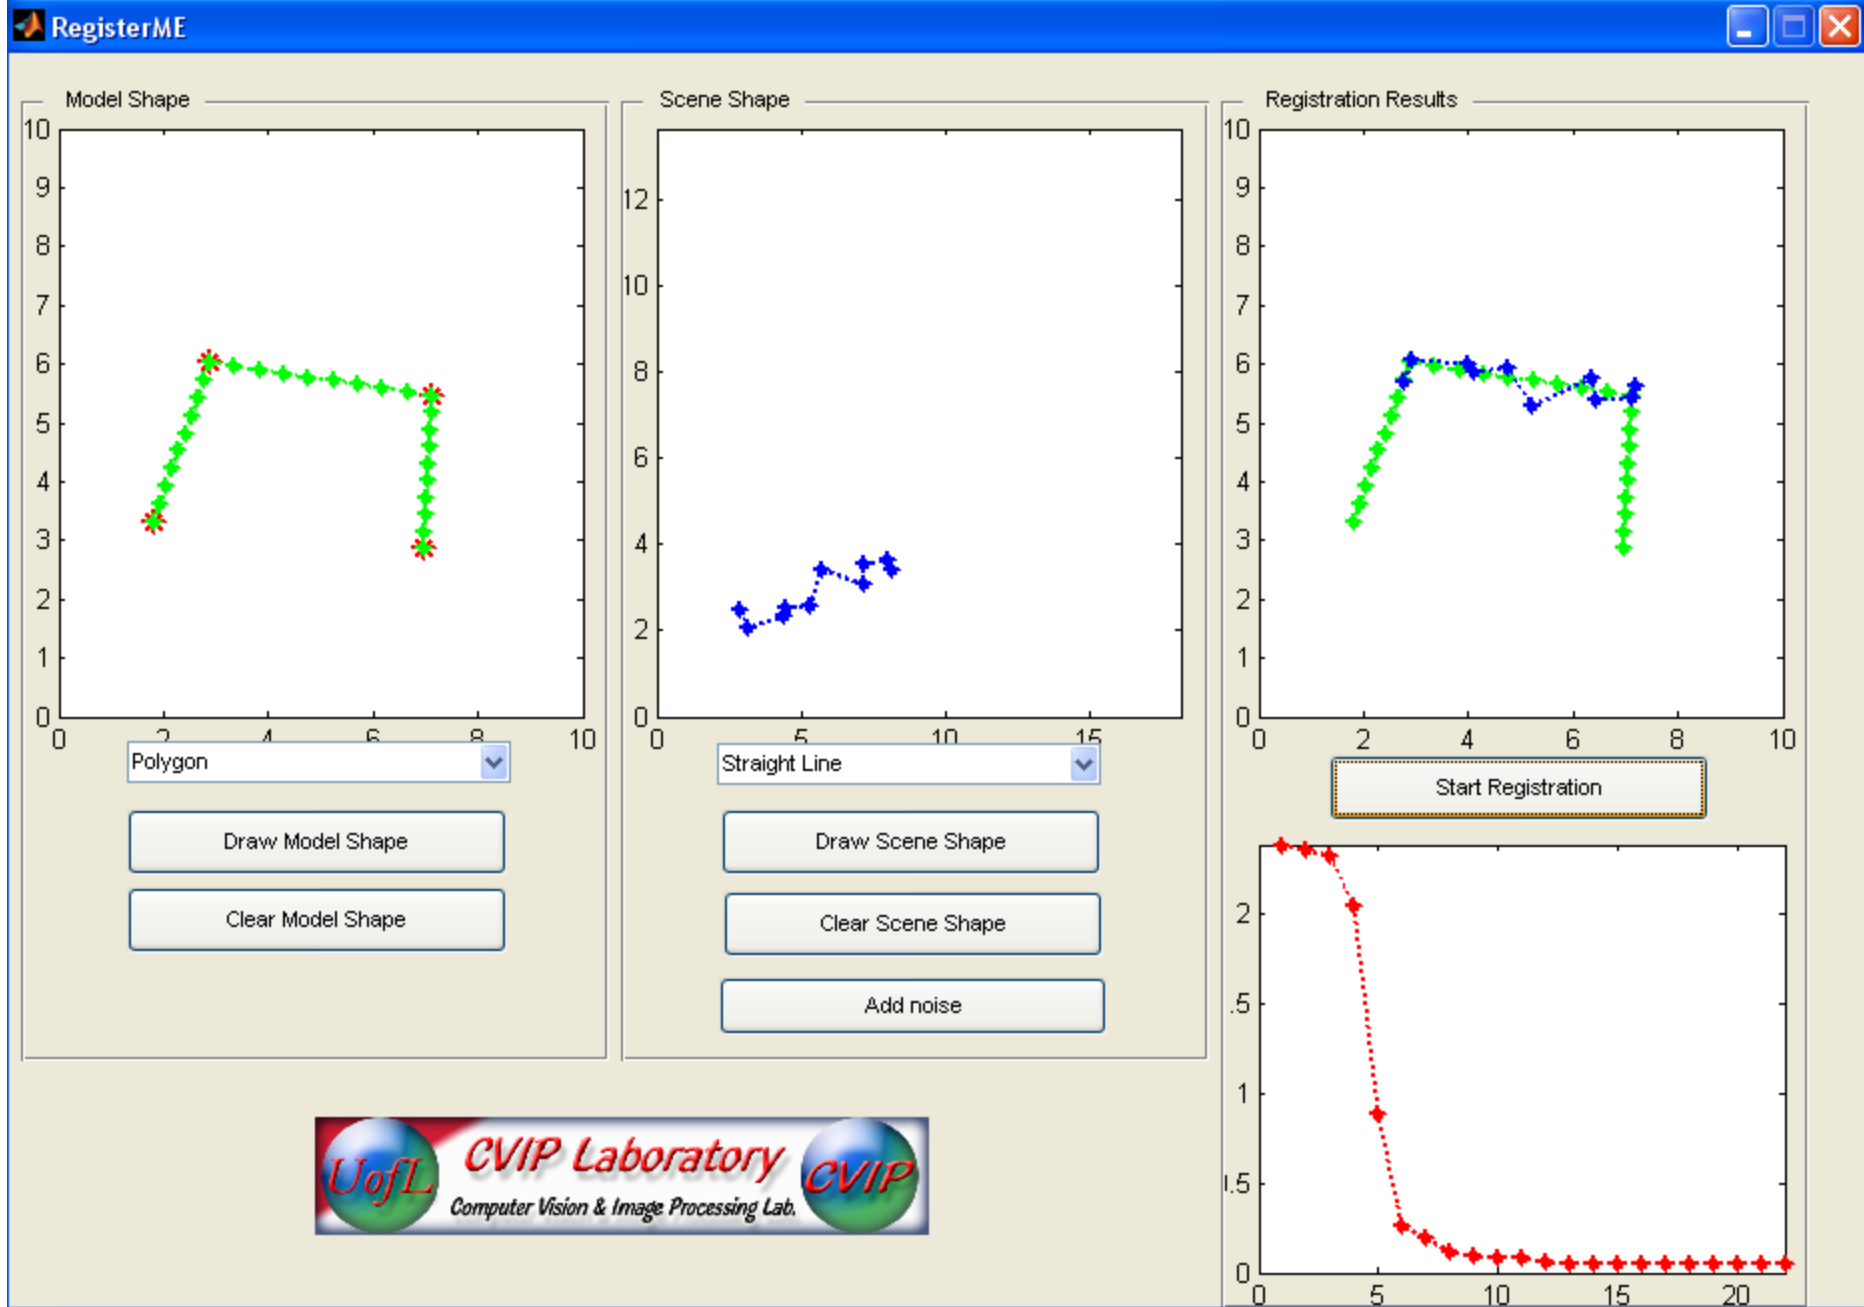 RegisterME
Model Shape
10
9
8
7
6
5
4
3
2
1
0
0 2 4 6 8 10
Polygon
Draw Model Shape
Clear Model Shape
Scene Shape
12
10
8
6
4
2
0
0 5 10 15
Straight Line
Draw Scene Shape
Clear Scene Shape
Add noise
Registration Results
10
9
8
7
6
5
4
3
2
1
0
0 2 4 6 8 10
Start Registration
2
.5
1
.5
0
0 5 10 15 20
UofL CVIP Laboratory CVIP
Computer Vision & Image Processing Lab.